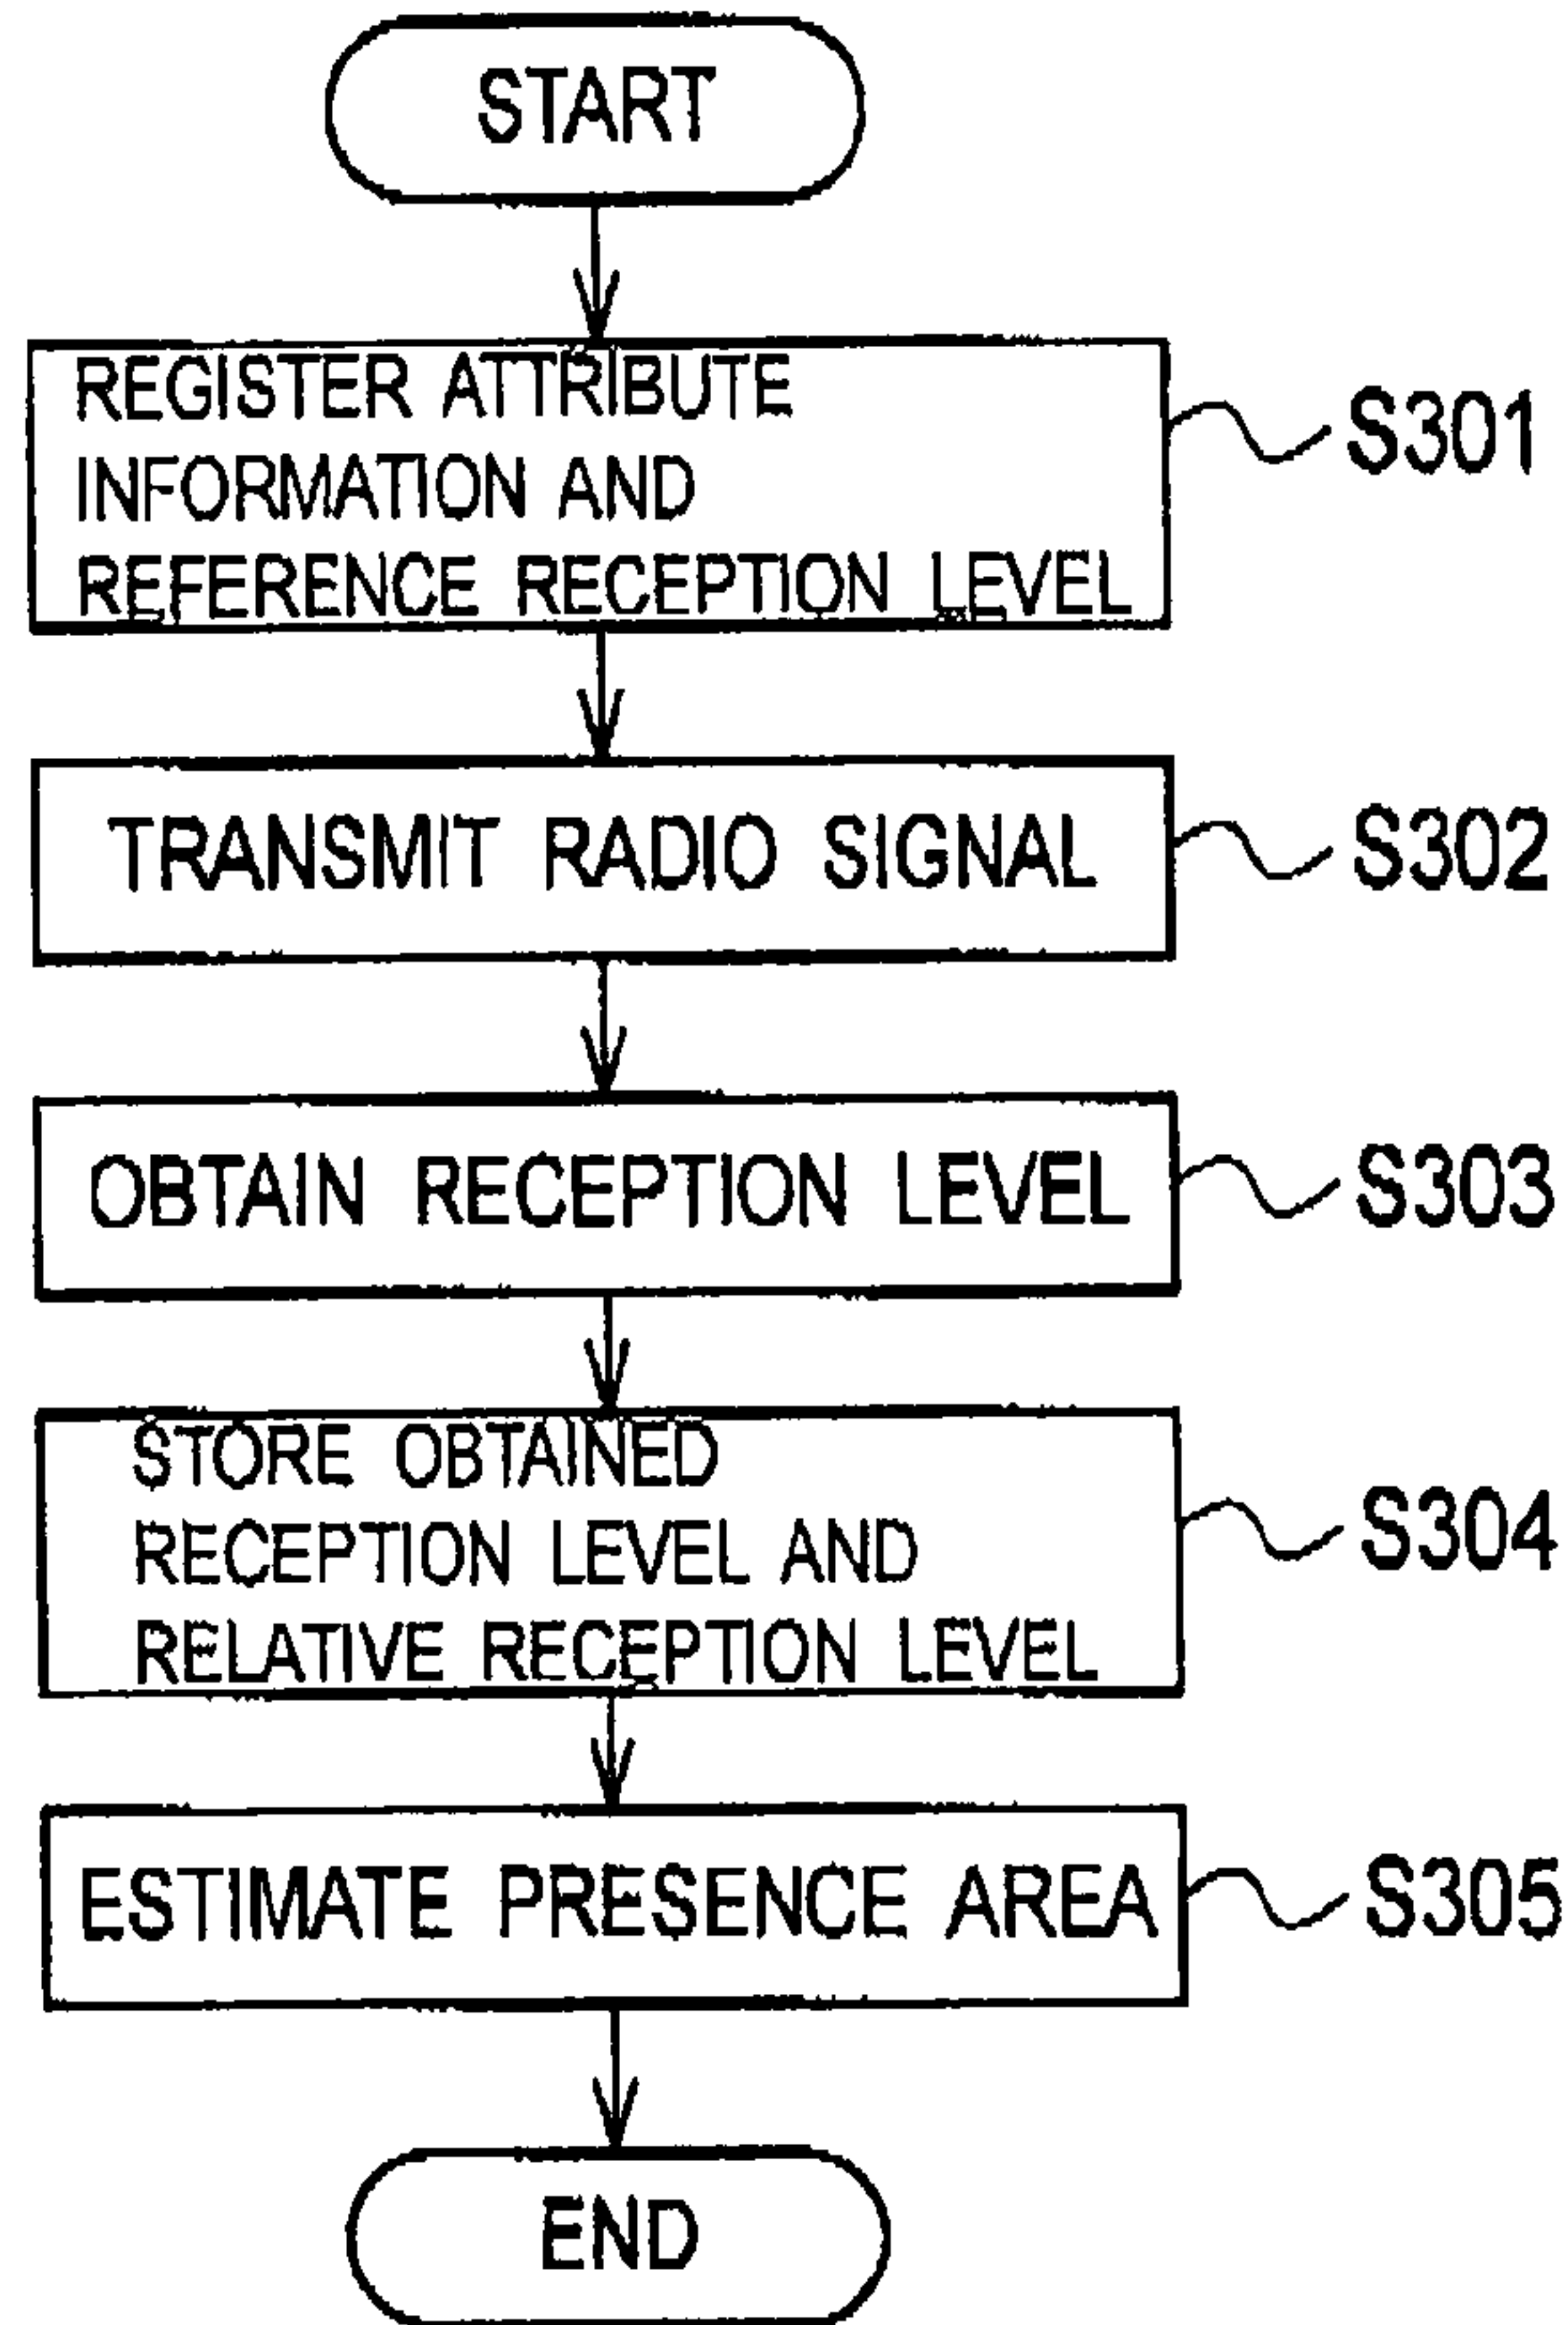 START
REGISTER ATTRIBUTE
INFORMATION AND
REFERENCE RECEPTION LEVEL
S301
TRANSMIT RADIO SIGNAL
S302
OBTAIN RECEPTION LEVEL
S303
STORE OBTAINED
RECEPTION LEVEL AND
RELATIVE RECEPTION LEVEL
S304
ESTIMATE PRESENCE AREA
S305
END